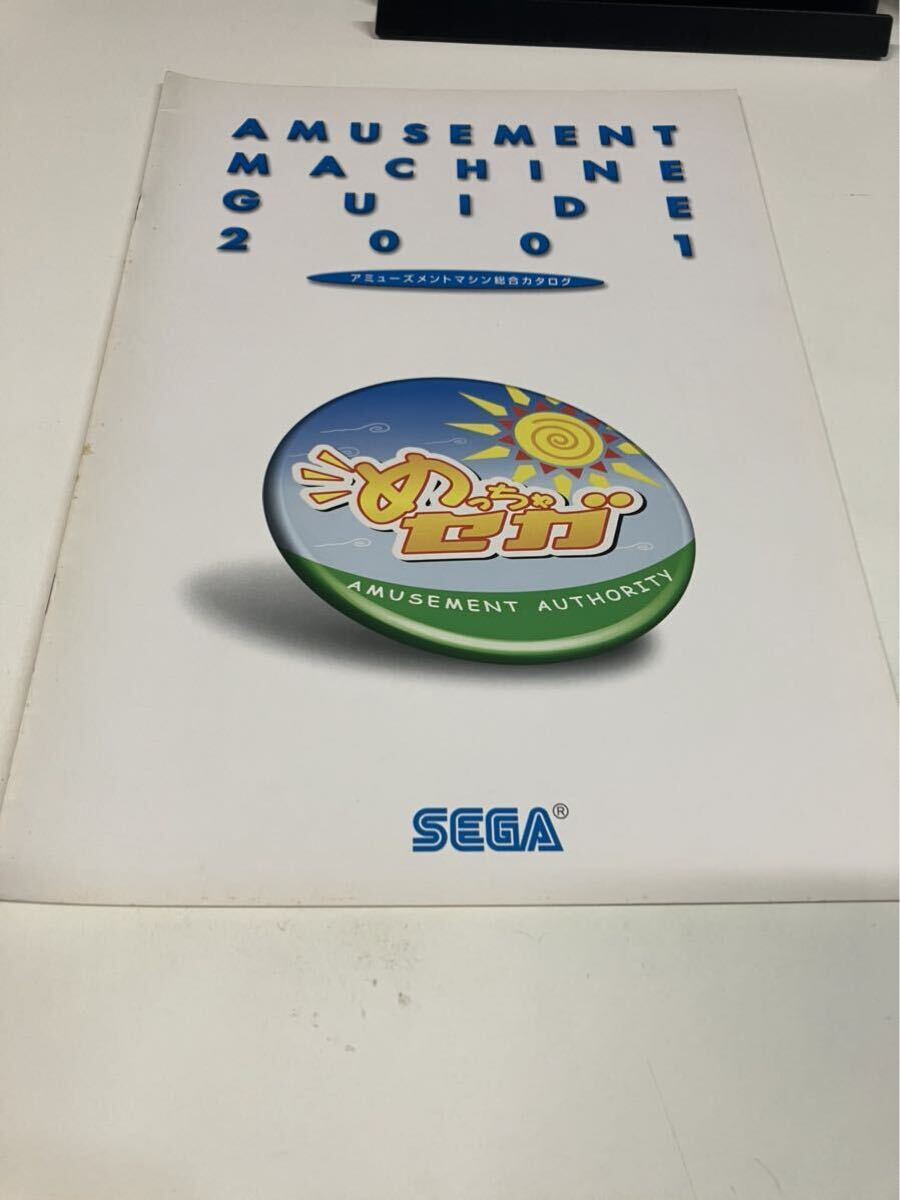 AMUSEMENT
MACHINE
GUIDE
2001
アミューズメントマシン総合カタログ
めっちゃ
セガ
AMUSEMENT AUTHORITY
SEGA®